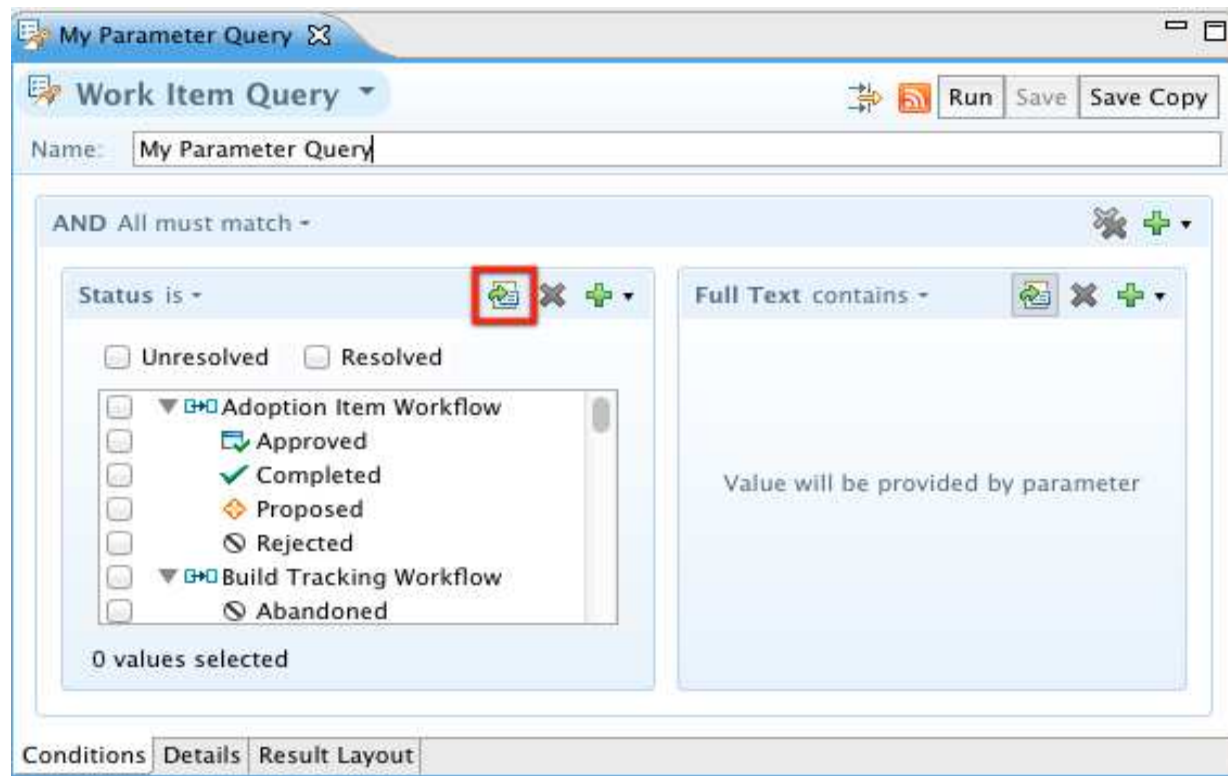 My Parameter Query
Work Item Query
Run Save Save Copy
Name: My Parameter Query
AND All must match
Status is
Full Text contains
Unresolved Resolved
Adoption Item Workflow
Approved
Completed
Value will be provided by parameter
Proposed
Rejected
Build Tracking Workflow
Abandoned
0 values selected
Conditions Details Result Layout